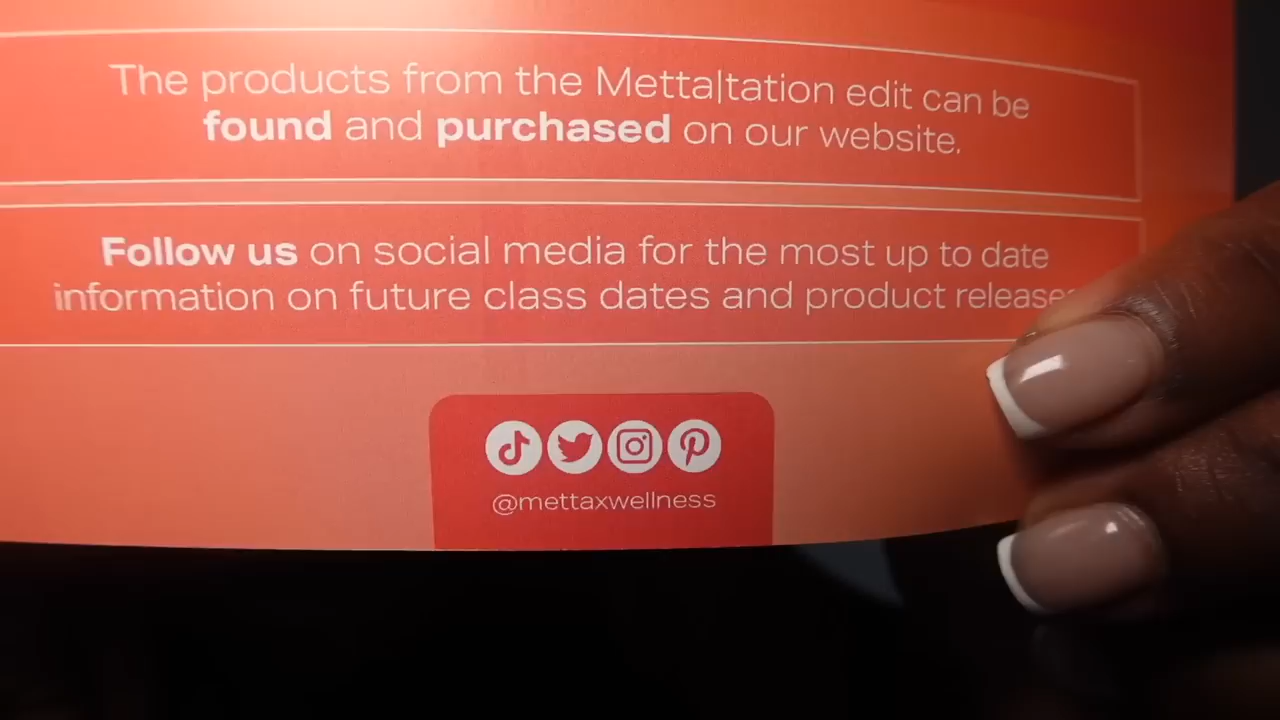 The products from the Metta|tation edit can be
found and purchased on our website.
Follow us on social media for the most up to date
information on future class dates and product releases
@mettaxwellness